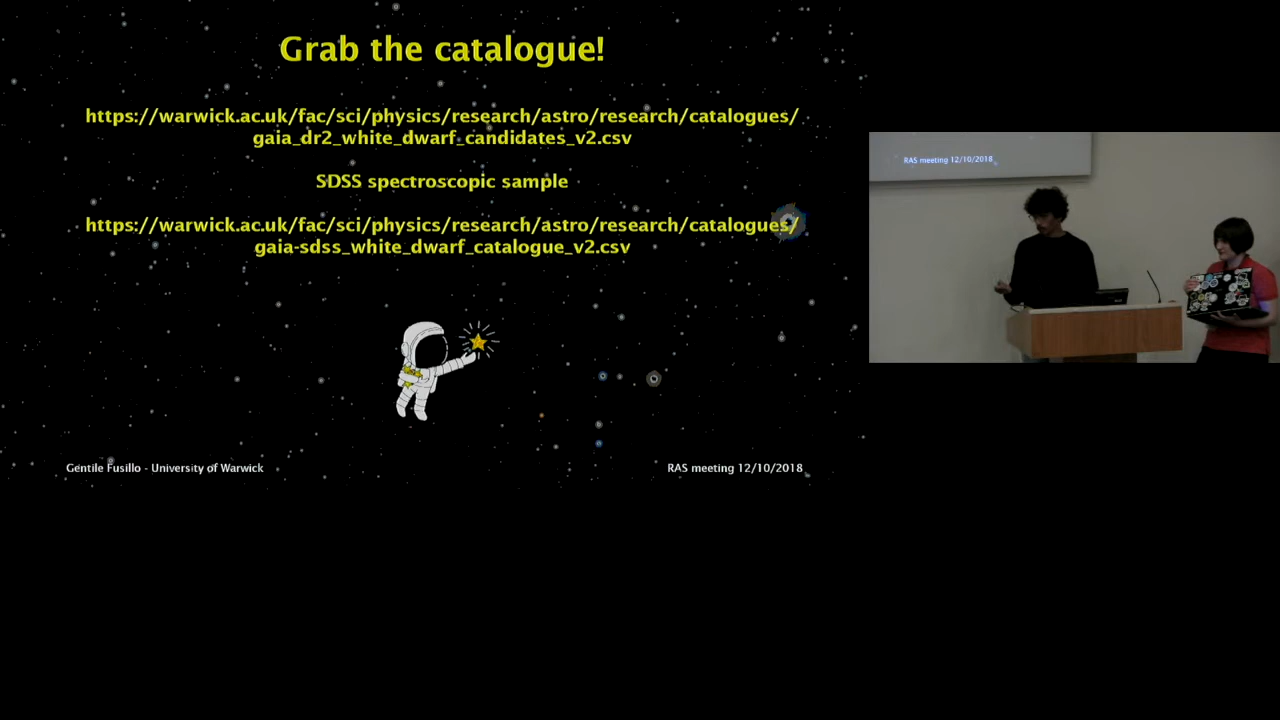 Grab the catalogue!
https://warwick.ac.uk/fac/sci/physics/research/astro/research/catalogues/
gaia_dr2_white_dwarf_candidates_v2.csv
SDSS spectroscopic sample
https://warwick.ac.uk/fac/sci/physics/research/astro/research/catalogues/
gaia-sdss_white_dwarf_catalogue_v2.csv
Gentile Fusillo - University of Warwick
RAS meeting 12/10/2018
RAS meeting 12/10/2018